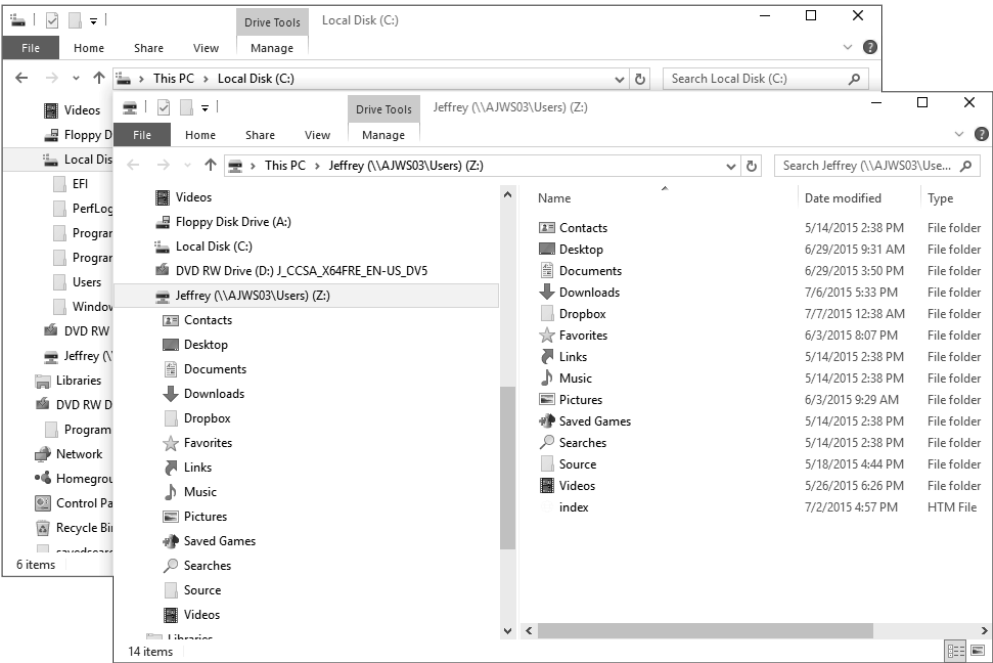 Drive Tools Local Disk (C:)
File Home Share View Manage
This PC > Local Disk (C:) Search Local Disk (C:)
Videos
Floppy D
Local Dis
EFI
PerfLog
Program
Program
Users
Window
DVD RW
Jeffrey (\
Libraries
DVD RW D
Program
Network
Homegrou
Control Pa
Recycle Bi
6 items
Drive Tools Jeffrey (\\AJWS03\Users) (Z:)
File Home Share View Manage
This PC > Jeffrey (\\AJWS03\Users) (Z:) Search Jeffrey (\\AJWS03\Use...
Videos
Floppy Disk Drive (A:)
Local Disk (C:)
DVD RW Drive (D:) J_CCSA_X64FRE_EN-US_DV5
Jeffrey (\\AJWS03\Users) (Z:)
Contacts
Desktop
Documents
Downloads
Dropbox
Favorites
Links
Music
Pictures
Saved Games
Searches
Source
Videos
Libraries
Name Date modified Type
Contacts 5/14/2015 2:38 PM File folder
Desktop 6/29/2015 9:31 AM File folder
Documents 6/29/2015 3:50 PM File folder
Downloads 7/6/2015 5:33 PM File folder
Dropbox 7/7/2015 12:38 AM File folder
Favorites 6/3/2015 8:07 PM File folder
Links 5/14/2015 2:38 PM File folder
Music 5/14/2015 2:38 PM File folder
Pictures 6/3/2015 9:29 AM File folder
Saved Games 5/14/2015 2:38 PM File folder
Searches 5/14/2015 2:38 PM File folder
Source 5/18/2015 4:44 PM File folder
Videos 5/26/2015 6:26 PM File folder
index 7/2/2015 4:57 PM HTM File
14 items